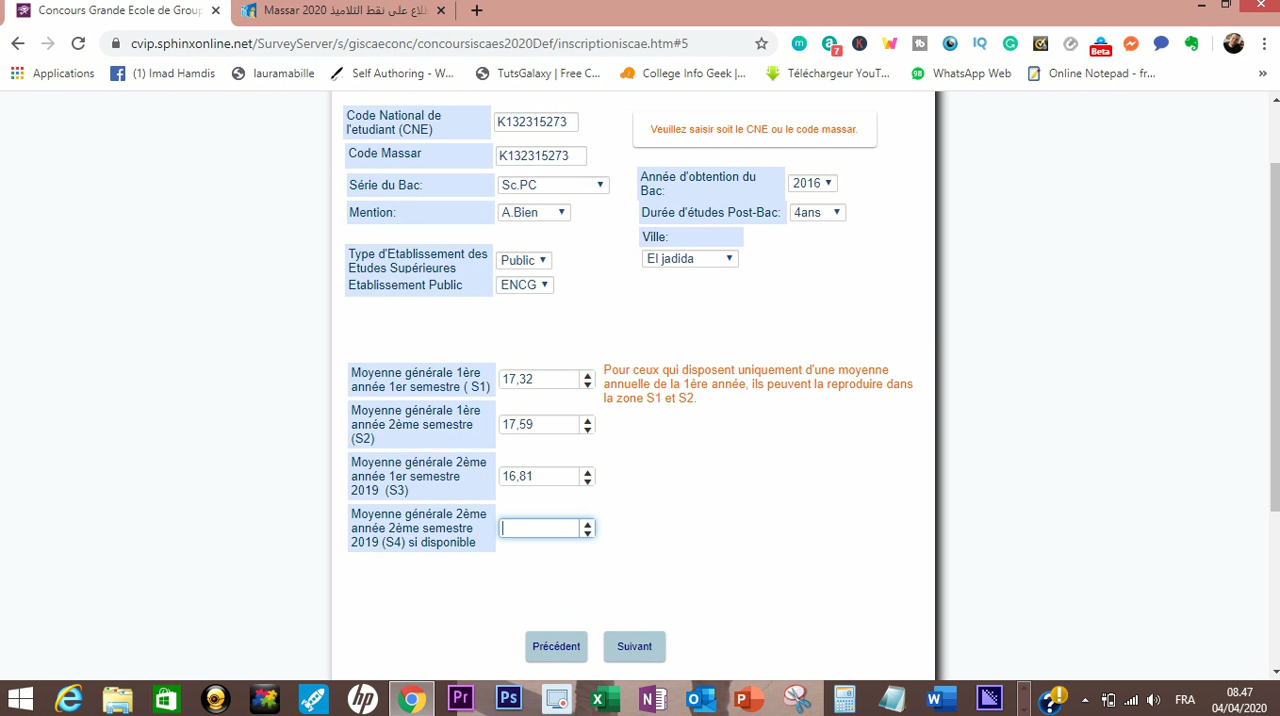 Concours Grande Ecole de Group
Massar 2020 طلاع على نقط التلاميذ
cvip.sphinxonline.net/SurveyServer/s/giscaecasc/concoursiscaes2020Def/inscriptioniscae.htm#5
7
Beta
Applications
(1) Imad Hamdis
lauramabille
Self Authoring - W...
TutsGalaxy | Free C...
College Info Geek |...
Téléchargeur YouT...
98
WhatsApp Web
Online Notepad - fr...
Code National de
l'etudiant (CNE)
K132315273
Veuillez saisir soit le CNE ou le code massar.
Code Massar
K132315273
Série du Bac:
Sc.PC
Année d'obtention du
Bac:
2016
Mention:
A.Bien
Durée d'études Post-Bac:
4ans
Ville:
El jadida
Type d'Etablissement des
Etudes Supérieures
Public
Etablissement Public
ENCG
Moyenne générale 1ère
année 1er semestre ( S1)
17,32
Pour ceux qui disposent uniquement d'une moyenne
annuelle de la 1ère année, ils peuvent la reproduire dans
la zone S1 et S2.
Moyenne générale 1ère
année 2ème semestre
(S2)
17,59
Moyenne générale 2ème
année 1er semestre
2019 (S3)
16,81
Moyenne générale 2ème
année 2ème semestre
2019 (S4) si disponible
Précédent
Suivant
FRA
08.47
04/04/2020